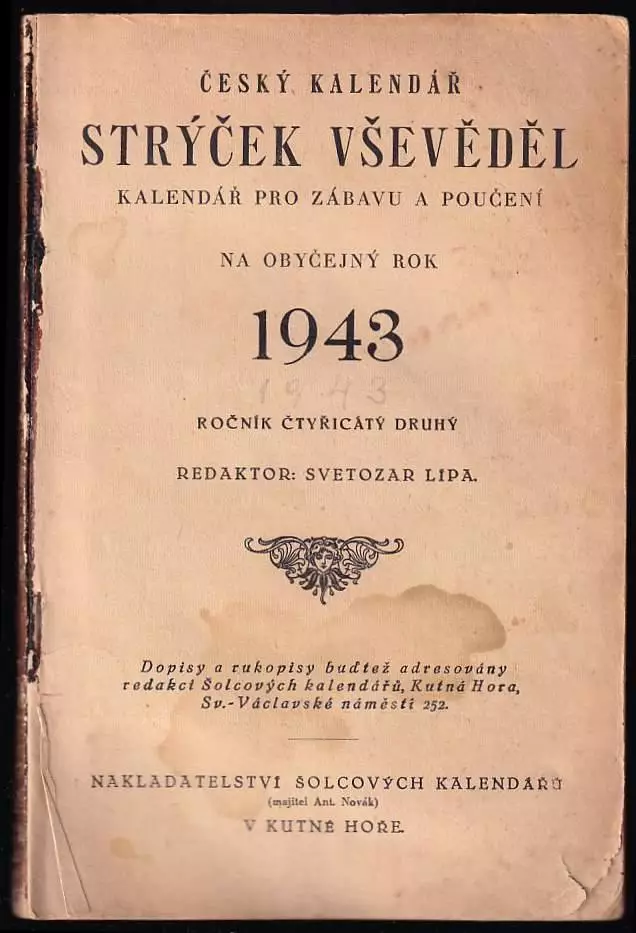 ČESKÝ KALENDÁŘ
STRÝČEK VŠEVĚDĚL
KALENDÁŘ PRO ZÁBAVU A POUČENÍ
NA OBYČEJNÝ ROK
1943
1943
ROČNÍK ČTYŘICÁTÝ DRUHÝ
REDAKTOR: SVETOZAR LÍPA.
Dopisy a rukopisy buďtež adresovány
redakci Šolcových kalendářů, Kutná Hora,
Sv.-Václavské náměstí 252.
NAKLADATELSTVÍ ŠOLCOVÝCH KALENDÁŘŮ
(majitel Ant. Novák)
V KUTNÉ HOŘE.